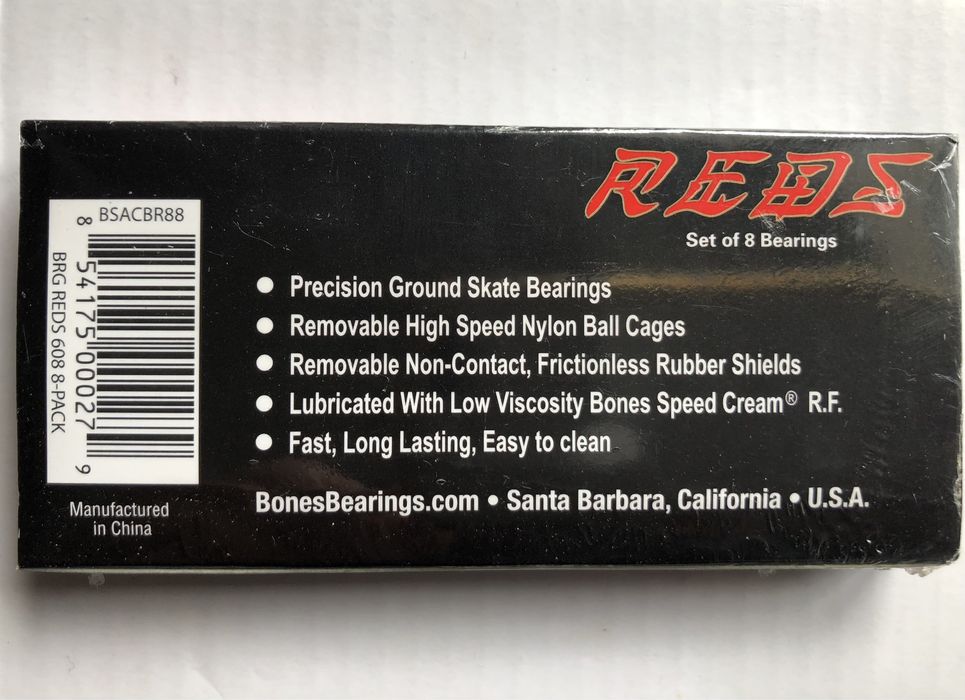 REDS
Set of 8 Bearings
BSACBR88
8 54175 00027 9
BRG REDS 608 8-PACK
Manufactured
in China
● Precision Ground Skate Bearings
● Removable High Speed Nylon Ball Cages
● Removable Non-Contact, Frictionless Rubber Shields
● Lubricated With Low Viscosity Bones Speed Cream® R.F.
● Fast, Long Lasting, Easy to clean
BonesBearings.com • Santa Barbara, California • U.S.A.